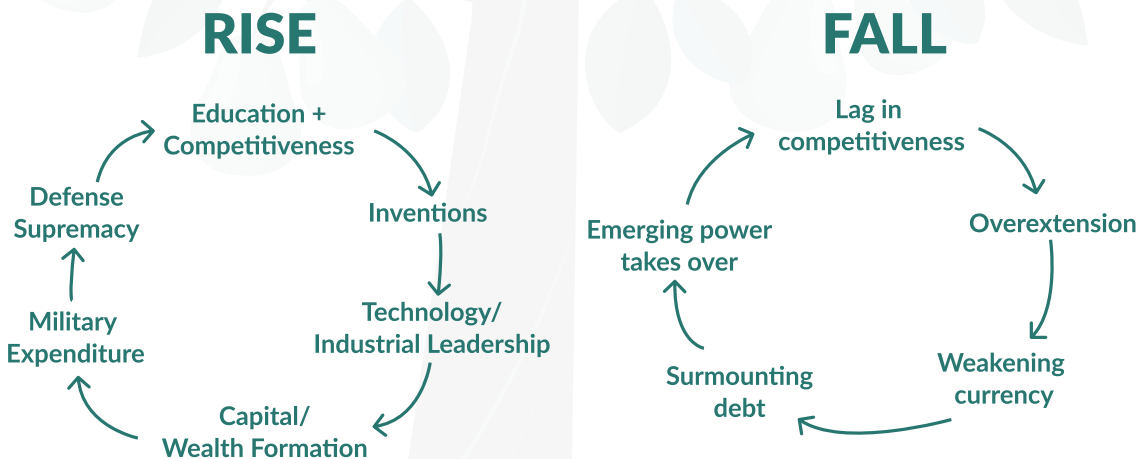 RISE
Education +
Competitiveness
Inventions
Technology/
Industrial Leadership
Capital/
Wealth Formation
Military
Expenditure
Defense
Supremacy
FALL
Lag in
competitiveness
Overextension
Weakening
currency
Surmounting
debt
Emerging power
takes over